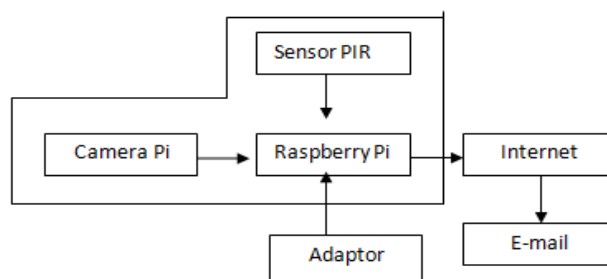 Sensor PIR
Camera Pi
Raspberry Pi
Internet
Adaptor
E-mail